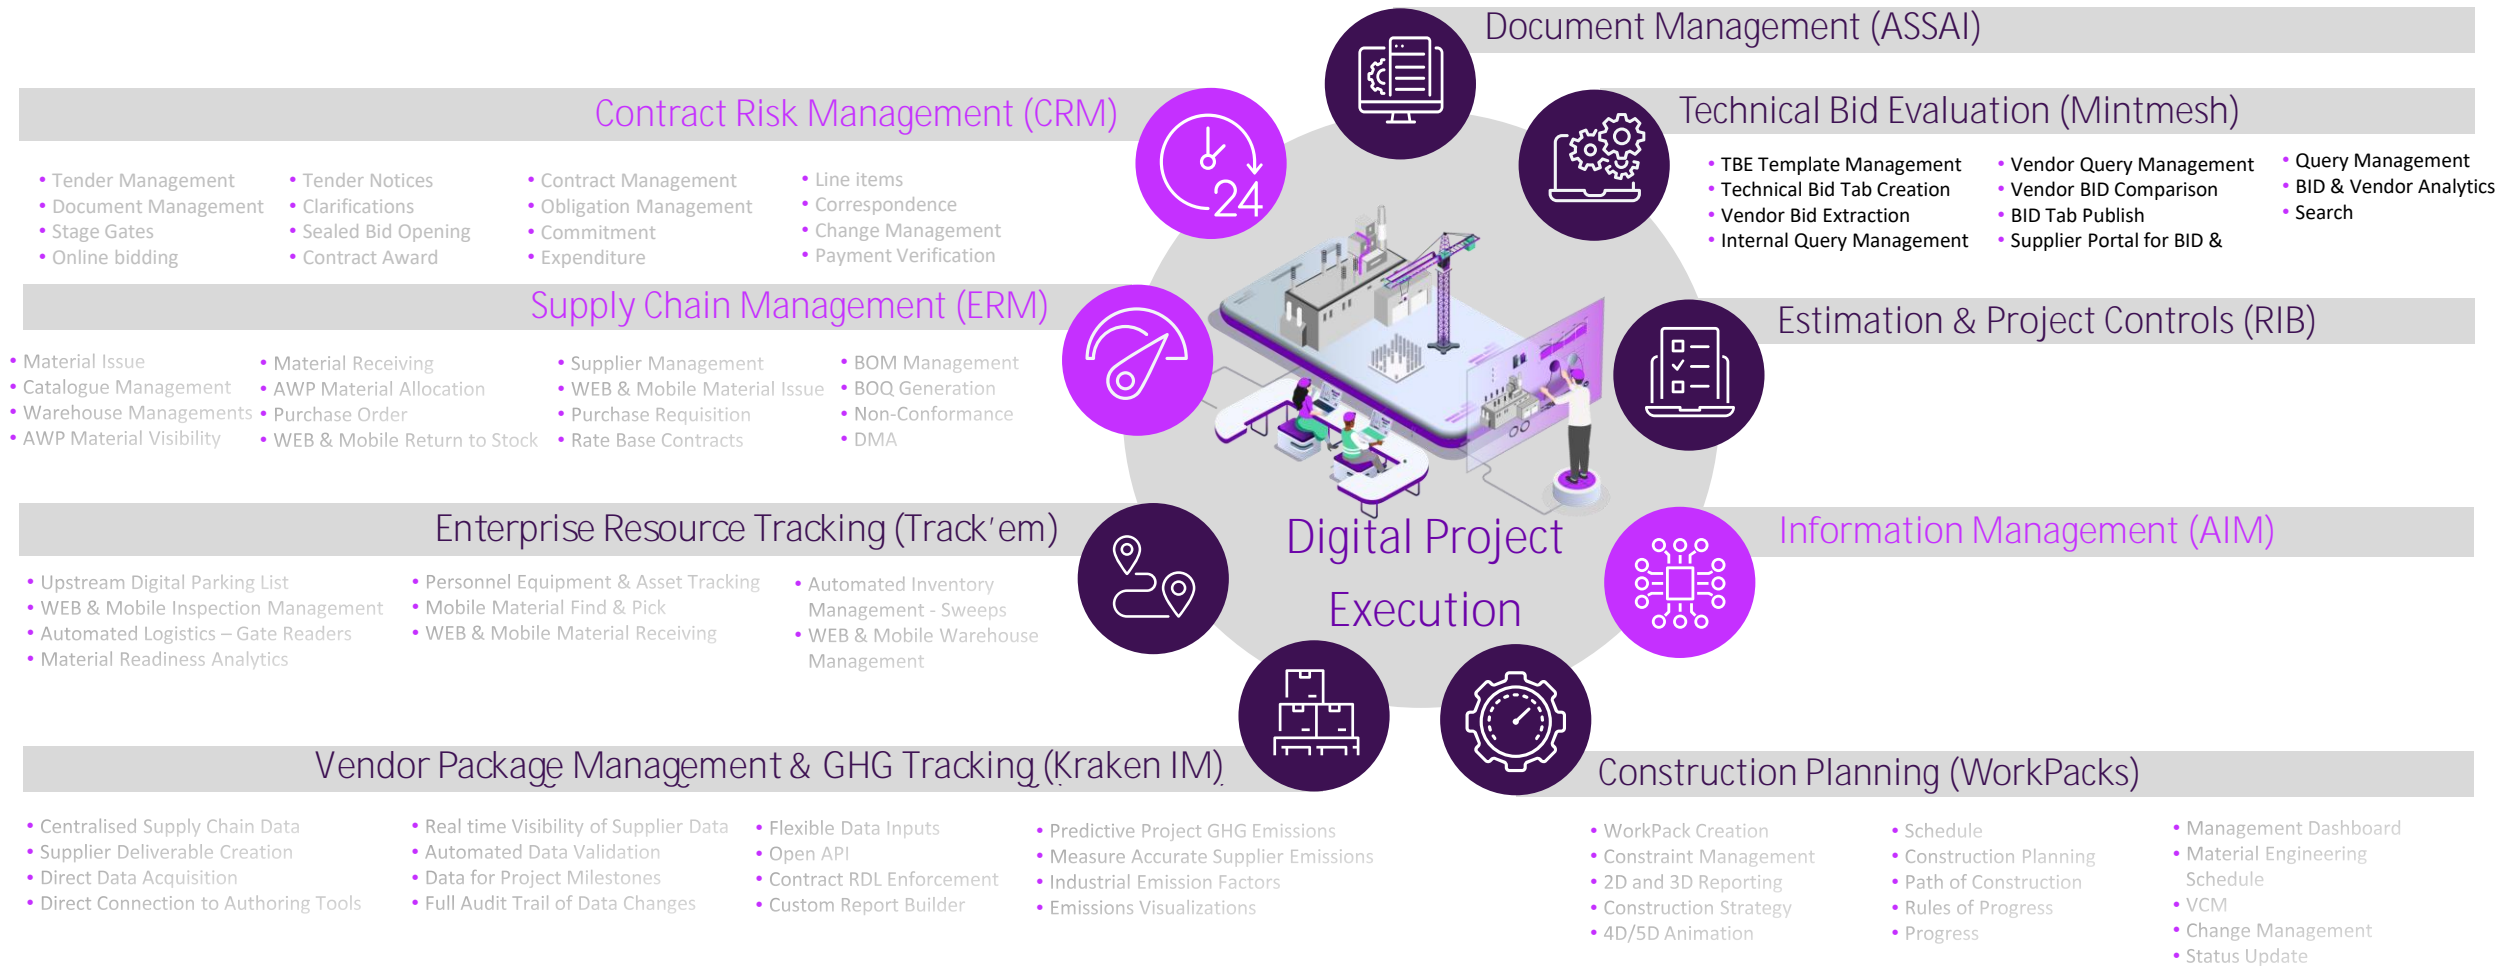 Document Management (ASSAI)
Contract Risk Management (CRM)
• Tender Management
• Document Management
• Stage Gates
• Online bidding
• Tender Notices
• Clarifications
• Sealed Bid Opening
• Contract Award
• Contract Management
• Obligation Management
• Commitment
• Expenditure
• Line items
• Correspondence
• Change Management
• Payment Verification
24
Technical Bid Evaluation (Mintmesh)
• TBE Template Management
• Technical Bid Tab Creation
• Vendor Bid Extraction
• Internal Query Management
• Vendor Query Management
• Vendor BID Comparison
• BID Tab Publish
• Supplier Portal for BID &
• Query Management
• BID & Vendor Analytics
• Search
Supply Chain Management (ERM)
• Material Issue
• Catalogue Management
• Warehouse Managements
• AWP Material Visibility
• Material Receiving
• AWP Material Allocation
• Purchase Order
• WEB & Mobile Return to Stock
• Supplier Management
• WEB & Mobile Material Issue
• Purchase Requisition
• Rate Base Contracts
• BOM Management
• BOQ Generation
• Non-Conformance
• DMA
Estimation & Project Controls (RIB)
Enterprise Resource Tracking (Track'em)
• Upstream Digital Parking List
• WEB & Mobile Inspection Management
• Automated Logistics – Gate Readers
• Material Readiness Analytics
• Personnel Equipment & Asset Tracking
• Mobile Material Find & Pick
• WEB & Mobile Material Receiving
• Automated Inventory
Management - Sweeps
• WEB & Mobile Warehouse
Management
Digital Project
Execution
Information Management (AIM)
Vendor Package Management & GHG Tracking (Kraken IM)
• Centralised Supply Chain Data
• Supplier Deliverable Creation
• Direct Data Acquisition
• Direct Connection to Authoring Tools
• Real time Visibility of Supplier Data
• Automated Data Validation
• Data for Project Milestones
• Full Audit Trail of Data Changes
• Flexible Data Inputs
• Open API
• Contract RDL Enforcement
• Custom Report Builder
• Predictive Project GHG Emissions
• Measure Accurate Supplier Emissions
• Industrial Emission Factors
• Emissions Visualizations
Construction Planning (WorkPacks)
• WorkPack Creation
• Constraint Management
• 2D and 3D Reporting
• Construction Strategy
• 4D/5D Animation
• Schedule
• Construction Planning
• Path of Construction
• Rules of Progress
• Progress
• Management Dashboard
• Material Engineering
Schedule
• VCM
• Change Management
• Status Update